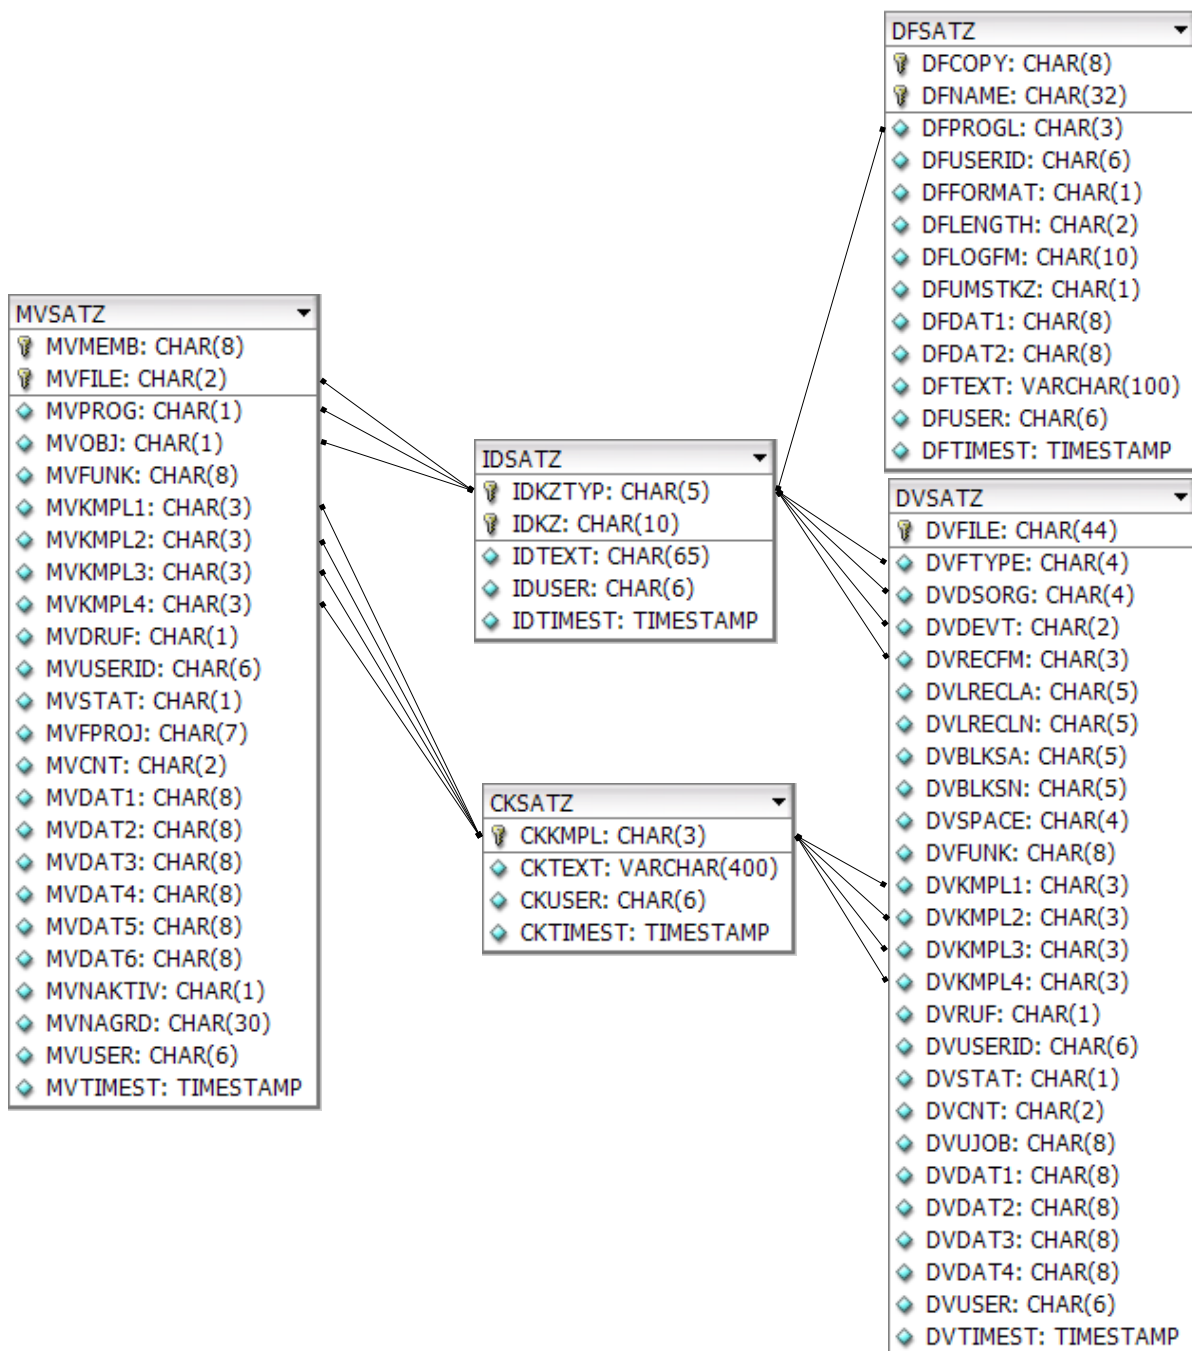 DFSATZ
DFCOPY: CHAR(8)
DFNAME: CHAR(32)
DFPROGL: CHAR(3)
DFUSERID: CHAR(6)
DFFORMAT: CHAR(1)
DFLENGTH: CHAR(2)
DFLOGFM: CHAR(10)
DFUMSTKZ: CHAR(1)
DFDAT1: CHAR(8)
DFDAT2: CHAR(8)
DFTEXT: VARCHAR(100)
DFUSER: CHAR(6)
DFTIMEST: TIMESTAMP
MVSATZ
MVMEMB: CHAR(8)
MVFILE: CHAR(2)
MVPROG: CHAR(1)
MVOBJ: CHAR(1)
MVFUNK: CHAR(8)
MVKMPL1: CHAR(3)
MVKMPL2: CHAR(3)
MVKMPL3: CHAR(3)
MVKMPL4: CHAR(3)
MVDRUF: CHAR(1)
MVUSERID: CHAR(6)
MVSTAT: CHAR(1)
MVFPROJ: CHAR(7)
MVCNT: CHAR(2)
MVDAT1: CHAR(8)
MVDAT2: CHAR(8)
MVDAT3: CHAR(8)
MVDAT4: CHAR(8)
MVDAT5: CHAR(8)
MVDAT6: CHAR(8)
MVNAKTIV: CHAR(1)
MVNAGRD: CHAR(30)
MVUSER: CHAR(6)
MVTIMEST: TIMESTAMP
IDSATZ
IDKZTYP: CHAR(5)
IDKZ: CHAR(10)
IDTEXT: CHAR(65)
IDUSER: CHAR(6)
IDTIMEST: TIMESTAMP
CKSATZ
CKKMPL: CHAR(3)
CKTEXT: VARCHAR(400)
CKUSER: CHAR(6)
CKTIMEST: TIMESTAMP
DVSATZ
DVFILE: CHAR(44)
DVFTYPE: CHAR(4)
DVDSORG: CHAR(4)
DVDEVT: CHAR(2)
DVRECFM: CHAR(3)
DVLRECLA: CHAR(5)
DVLRECLN: CHAR(5)
DVBLKSA: CHAR(5)
DVBLKSN: CHAR(5)
DVSPACE: CHAR(4)
DVFUNK: CHAR(8)
DVKMPL1: CHAR(3)
DVKMPL2: CHAR(3)
DVKMPL3: CHAR(3)
DVKMPL4: CHAR(3)
DVRUF: CHAR(1)
DVUSERID: CHAR(6)
DVSTAT: CHAR(1)
DVCNT: CHAR(2)
DVUJOB: CHAR(8)
DVDAT1: CHAR(8)
DVDAT2: CHAR(8)
DVDAT3: CHAR(8)
DVDAT4: CHAR(8)
DVUSER: CHAR(6)
DVTIMEST: TIMESTAMP